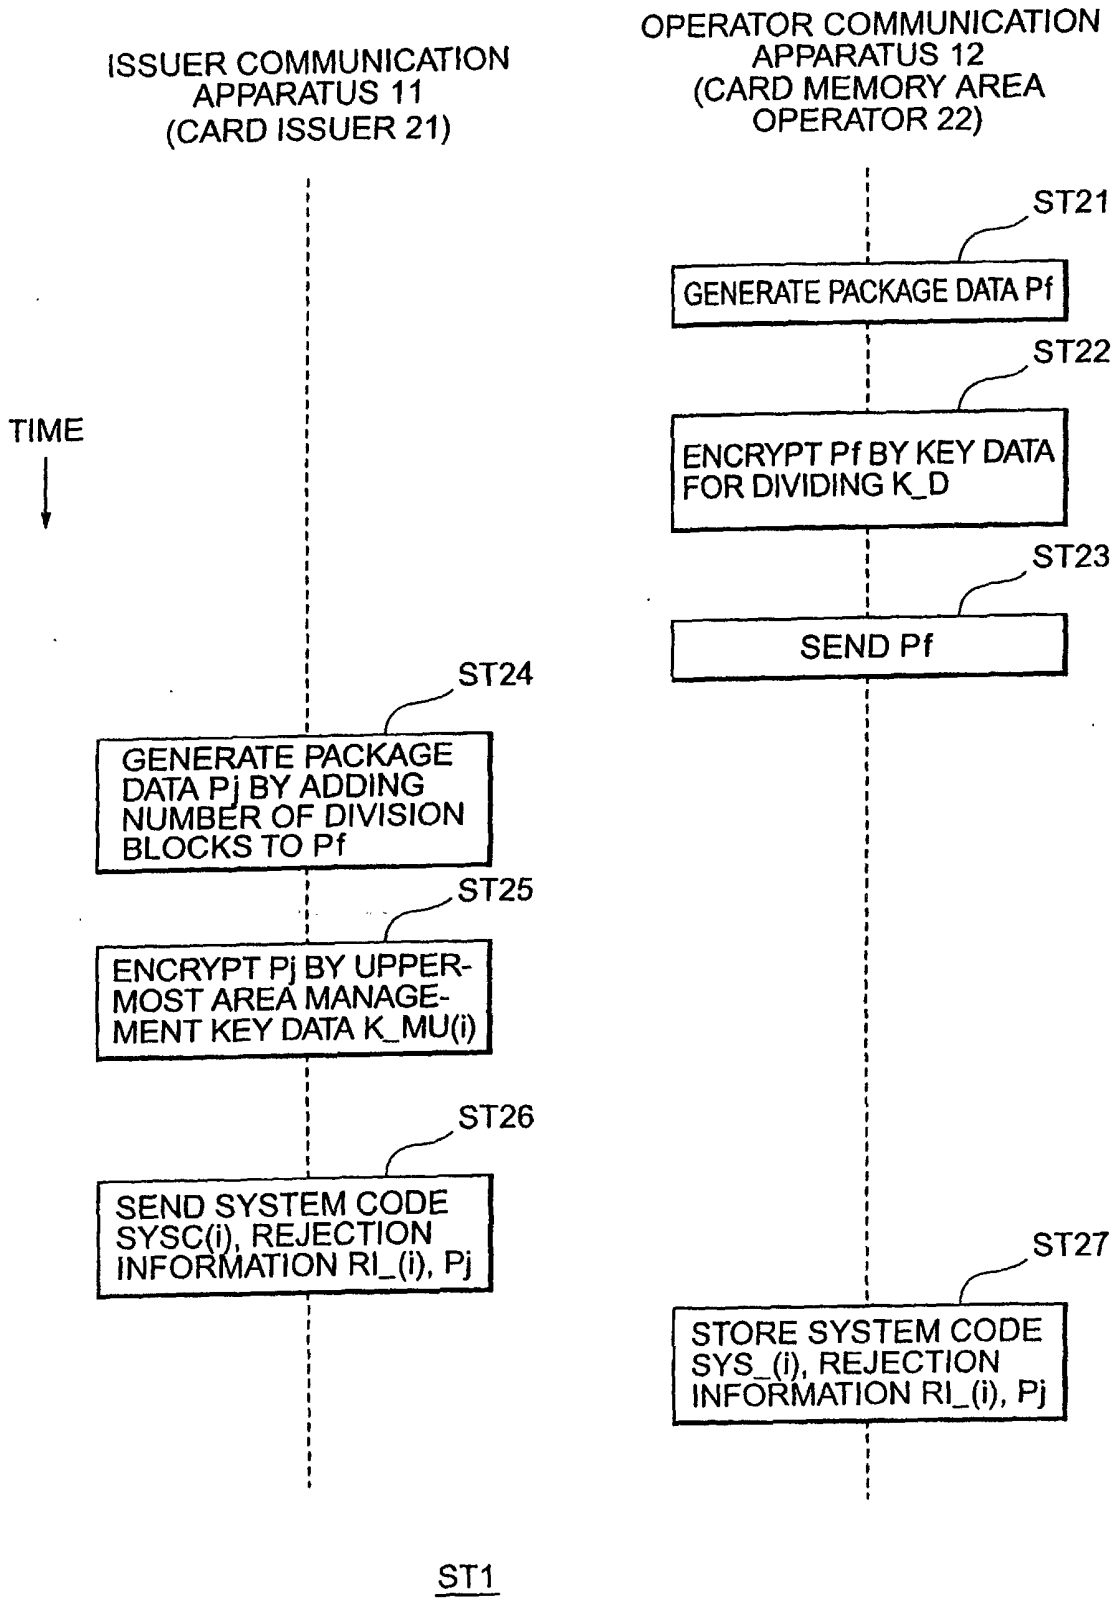 ISSUER COMMUNICATION
APPARATUS 11
(CARD ISSUER 21)
OPERATOR COMMUNICATION
APPARATUS 12
(CARD MEMORY AREA
OPERATOR 22)
TIME
ST21
GENERATE PACKAGE DATA Pf
ST22
ENCRYPT Pf BY KEY DATA
FOR DIVIDING K_D
ST23
SEND Pf
ST24
GENERATE PACKAGE
DATA Pj BY ADDING
NUMBER OF DIVISION
BLOCKS TO Pf
ST25
ENCRYPT Pj BY UPPER-
MOST AREA MANAGE-
MENT KEY DATA K_MU(i)
ST26
SEND SYSTEM CODE
SYSC(i), REJECTION
INFORMATION RI_(i), Pj
ST27
STORE SYSTEM CODE
SYS_(i), REJECTION
INFORMATION RI_(i), Pj
ST1